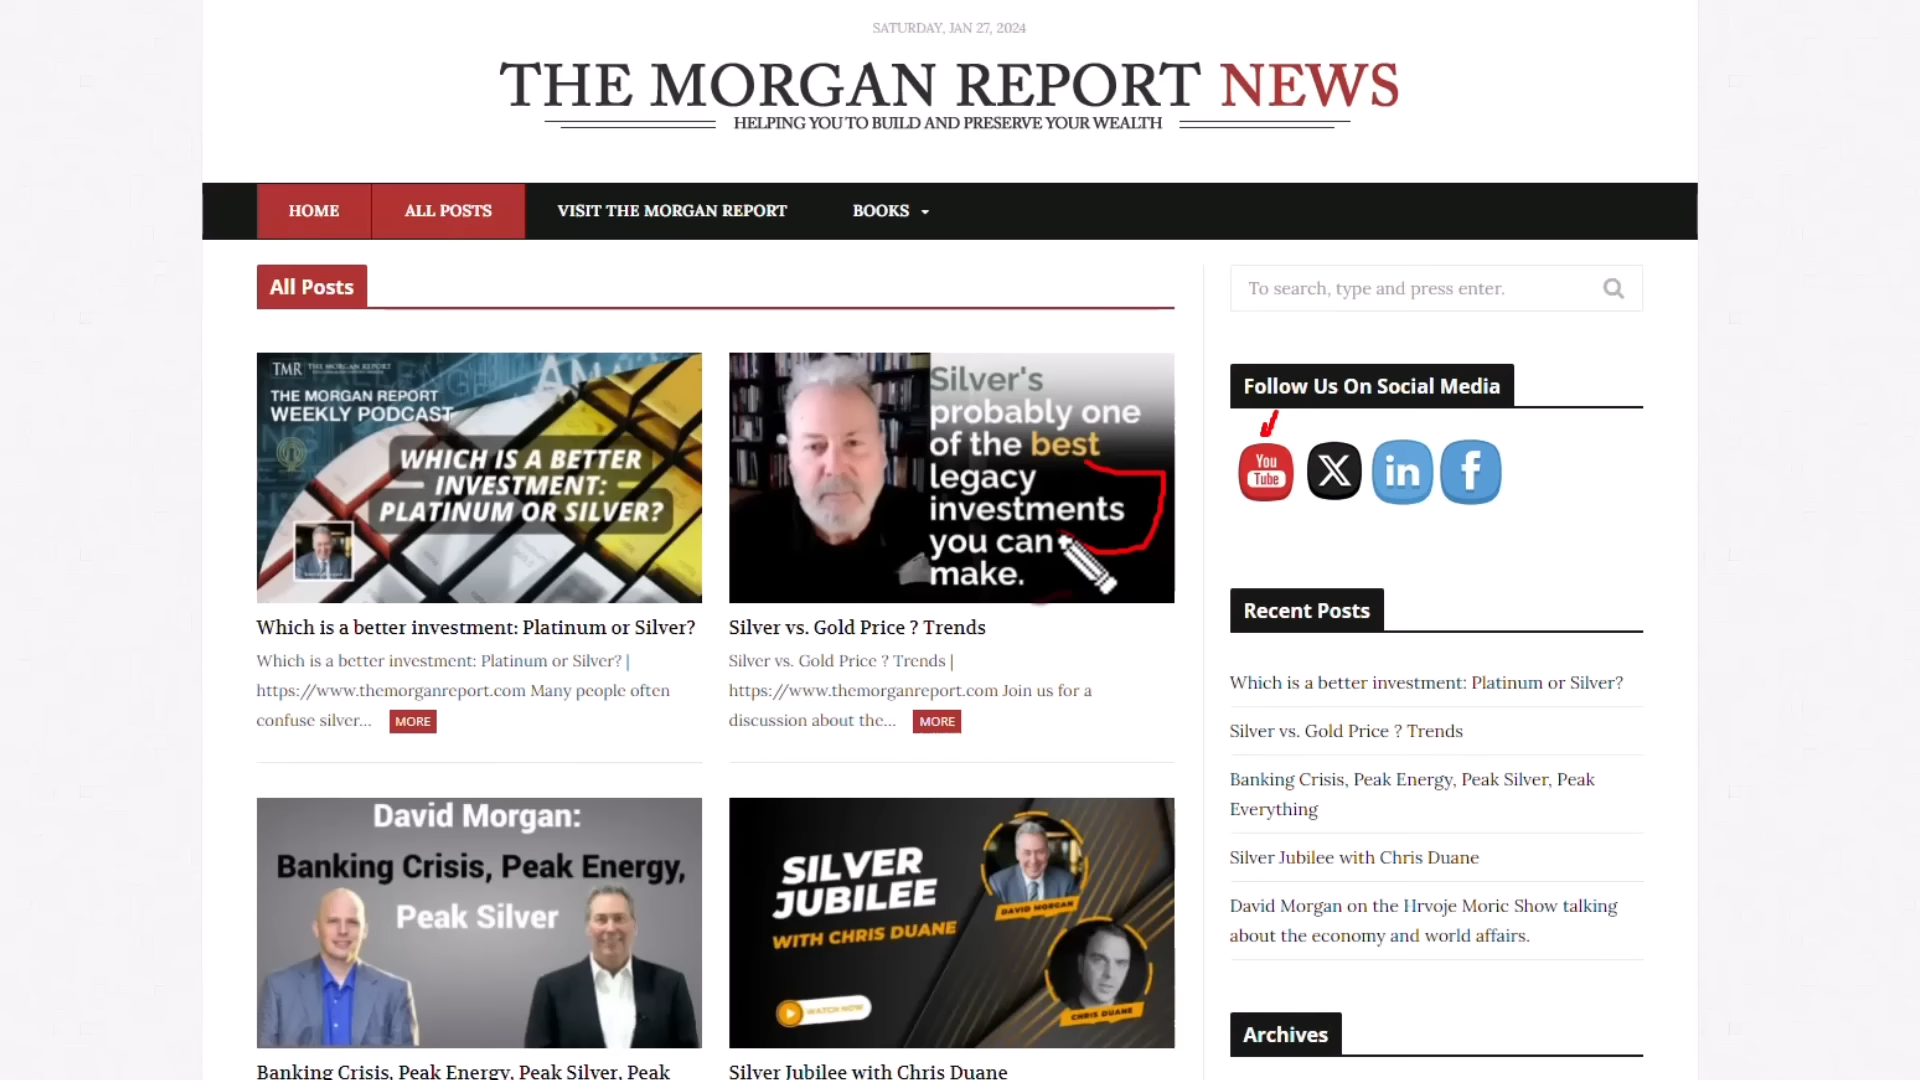 SATURDAY, JAN 27, 2024
THE MORGAN REPORT NEWS
HELPING YOU TO BUILD AND PRESERVE YOUR WEALTH
HOME
ALL POSTS
VISIT THE MORGAN REPORT
BOOKS
All Posts
TMR THE MORGAN REPORT
THE MORGAN REPORT
WEEKLY PODCAST
WHICH IS A BETTER
INVESTMENT:
PLATINUM OR SILVER?
Which is a better investment: Platinum or Silver?
Which is a better investment: Platinum or Silver? |
https://www.themorganreport.com Many people often
confuse silver... MORE
Silver's
probably one
of the best
legacy
investments
you can
make.
Silver vs. Gold Price ? Trends
Silver vs. Gold Price ? Trends |
https://www.themorganreport.com Join us for a
discussion about the... MORE
David Morgan:
Banking Crisis, Peak Energy,
Peak Silver
Banking Crisis, Peak Energy, Peak Silver, Peak
SILVER
JUBILEE
WITH CHRIS DUANE
WATCH NOW
DAVID MORGAN
CHRIS DUANE
Silver Jubilee with Chris Duane
To search, type and press enter.
Follow Us On Social Media
You
Tube
X
in
f
Recent Posts
Which is a better investment: Platinum or Silver?
Silver vs. Gold Price ? Trends
Banking Crisis, Peak Energy, Peak Silver, Peak
Everything
Silver Jubilee with Chris Duane
David Morgan on the Hrvoje Moric Show talking
about the economy and world affairs.
Archives